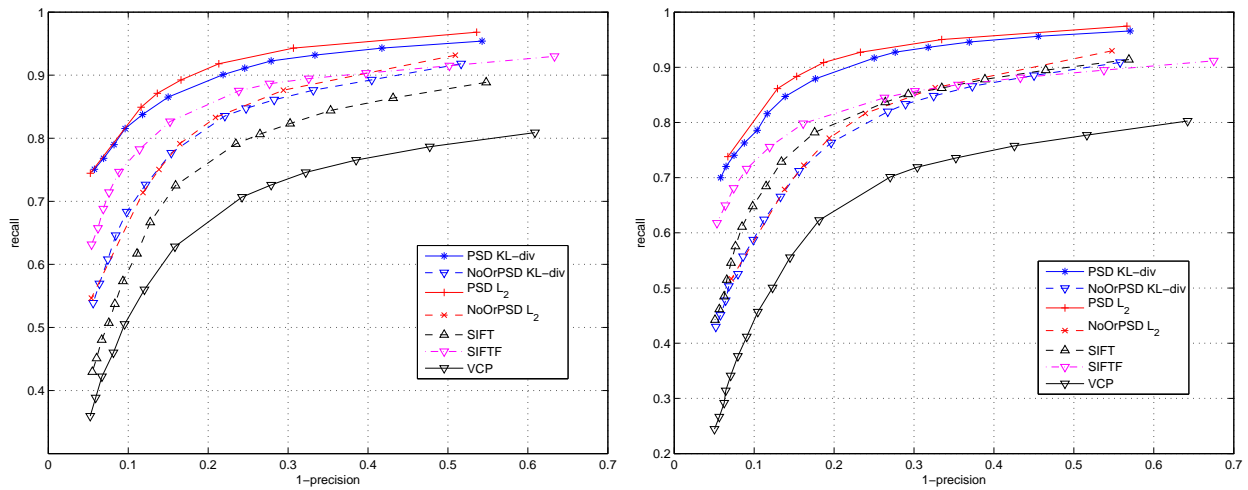 recall
1
0.9
0.8
0.7
0.6
0.5
0.4
0 0.1 0.2 0.3 0.4 0.5 0.6 0.7
1−precision
PSD KL−div
NoOrPSD KL−div
PSD L2
NoOrPSD L2
SIFT
SIFTF
VCP
recall
1
0.9
0.8
0.7
0.6
0.5
0.4
0.3
0.2
0 0.1 0.2 0.3 0.4 0.5 0.6 0.7
1−precision
PSD KL−div
NoOrPSD KL−div
PSD L2
NoOrPSD L2
SIFT
SIFTF
VCP